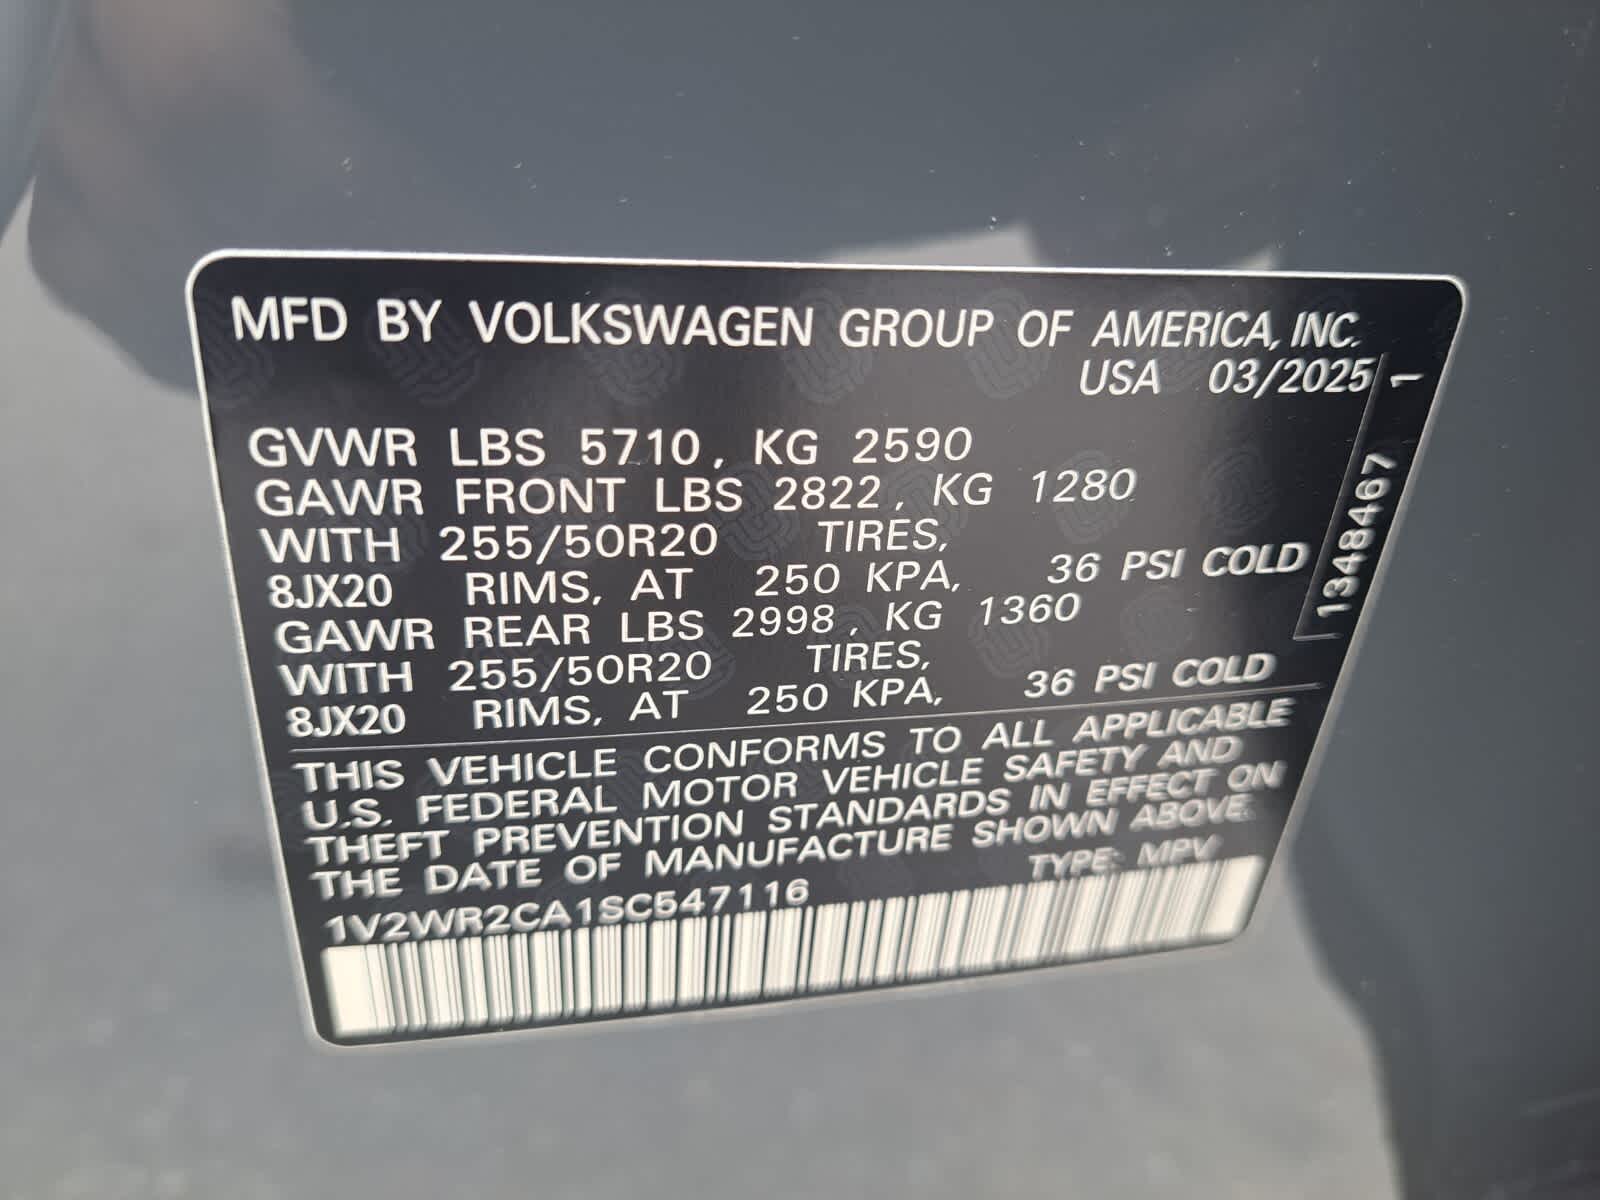 MFD BY VOLKSWAGEN GROUP OF AMERICA, INC.
USA 03/2025
GVWR LBS 5710, KG 2590
GAWR FRONT LBS 2822, KG 1280
WITH 255/50R20 TIRES,
8JX20 RIMS, AT 250 KPA, 36 PSI COLD
GAWR REAR LBS 2998, KG 1360
WITH 255/50R20 TIRES,
8JX20 RIMS, AT 250 KPA, 36 PSI COLD
1348467 1
THIS VEHICLE CONFORMS TO ALL APPLICABLE
U.S. FEDERAL MOTOR VEHICLE SAFETY AND
THEFT PREVENTION STANDARDS IN EFFECT ON
THE DATE OF MANUFACTURE SHOWN ABOVE.
TYPE: MPV
1V2WR2CA1SC547116